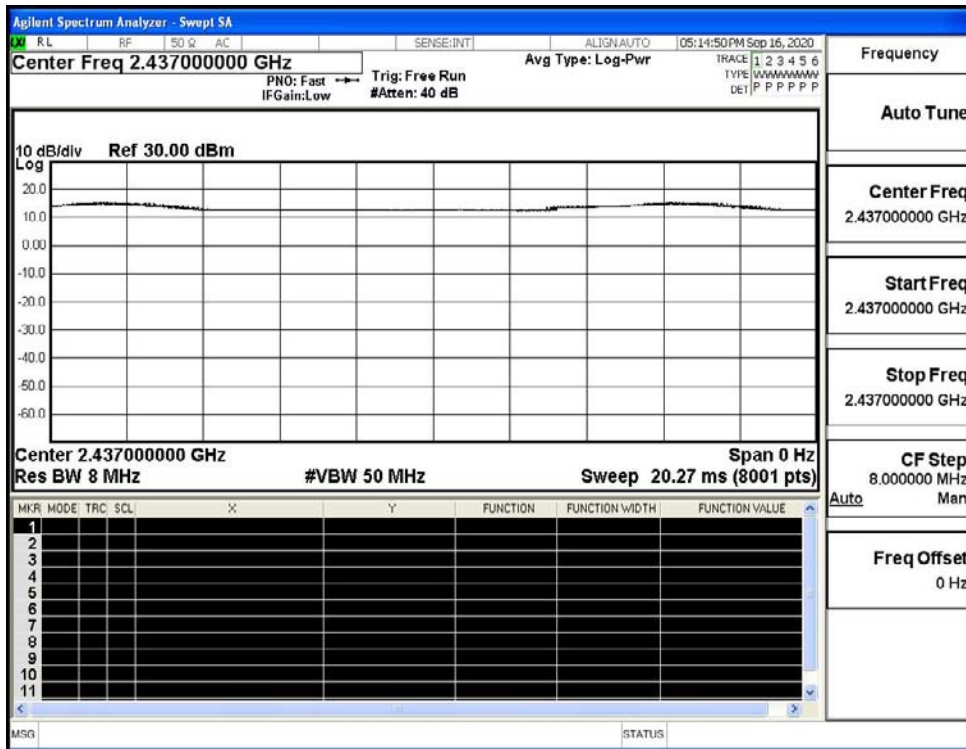 Agilent Spectrum Analyzer - Swept SA
LXI RL RF 50 Ω AC SENSE:INT ALIGNAUTO 05:14:50PM Sep 16, 2020
Center Freq 2.437000000 GHz
PNO: Fast
IFGain:Low
Trig: Free Run
#Atten: 40 dB
Avg Type: Log-Pwr
TRACE 1 2 3 4 5 6
TYPE WWWWWW
DET P P P P P P
10 dB/div Ref 30.00 dBm
Log
20.0
10.0
0.00
-10.0
-20.0
-30.0
-40.0
-50.0
-60.0
Center 2.437000000 GHz Span 0 Hz
Res BW 8 MHz #VBW 50 MHz Sweep 20.27 ms (8001 pts)
MKR MODE TRC SCL X Y FUNCTION FUNCTION WIDTH FUNCTION VALUE
1
2
3
4
5
6
7
8
9
10
11
MSG STATUS
Frequency
Auto Tune
Center Freq
2.437000000 GHz
Start Freq
2.437000000 GHz
Stop Freq
2.437000000 GHz
CF Step
8.000000 MHz
Auto Man
Freq Offset
0 Hz